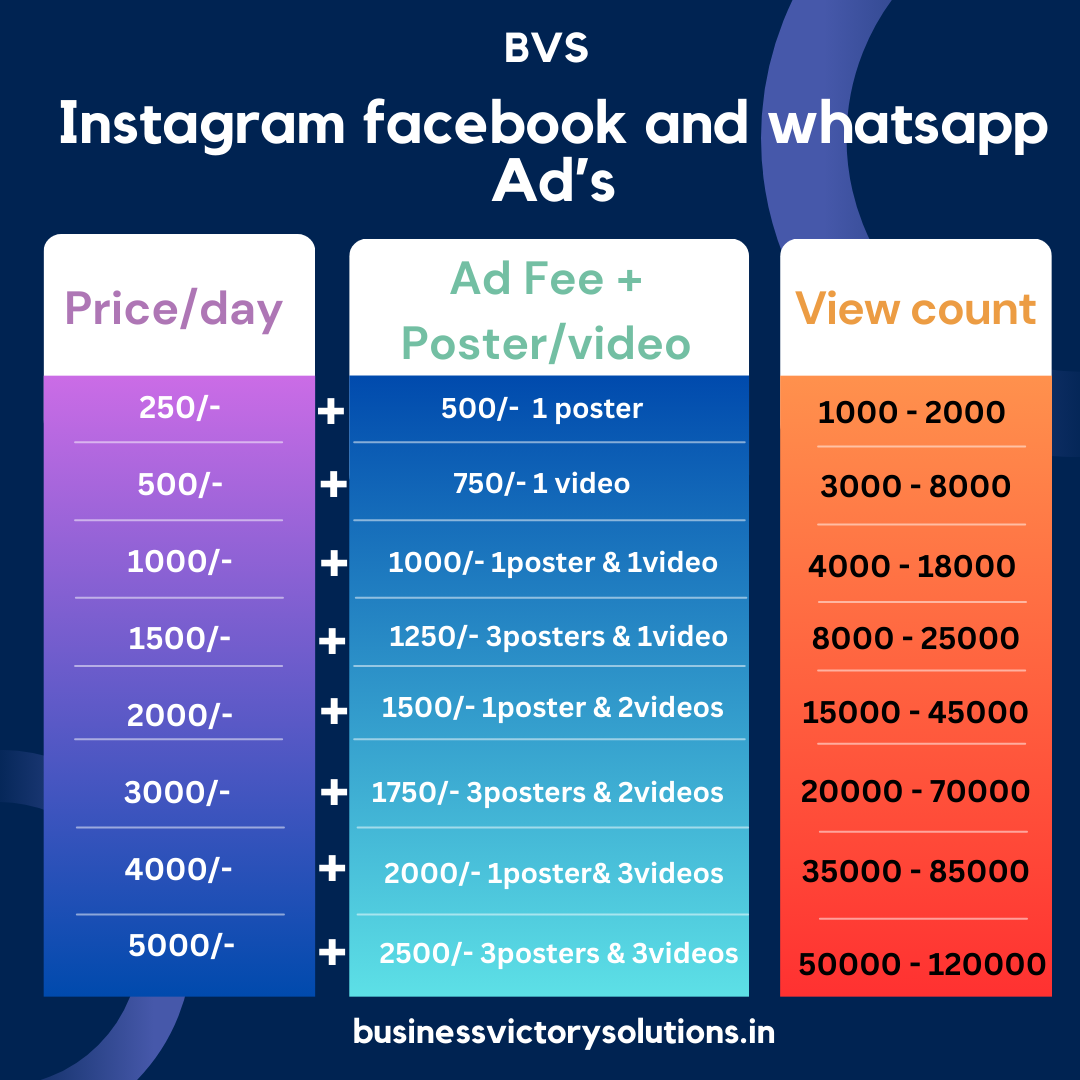 BVS
Instagram facebook and whatsapp
Ad's
Price/day
Ad Fee +
Poster/video
View count
250/- + 500/-  1 poster 1000 - 2000
500/- + 750/- 1 video 3000 - 8000
1000/- + 1000/- 1poster & 1video 4000 - 18000
1500/- + 1250/- 3posters & 1video 8000 - 25000
2000/- + 1500/- 1poster & 2videos 15000 - 45000
3000/- + 1750/- 3posters & 2videos 20000 - 70000
4000/- + 2000/- 1poster& 3videos 35000 - 85000
5000/- + 2500/- 3posters & 3videos 50000 - 120000
businessvictorysolutions.in